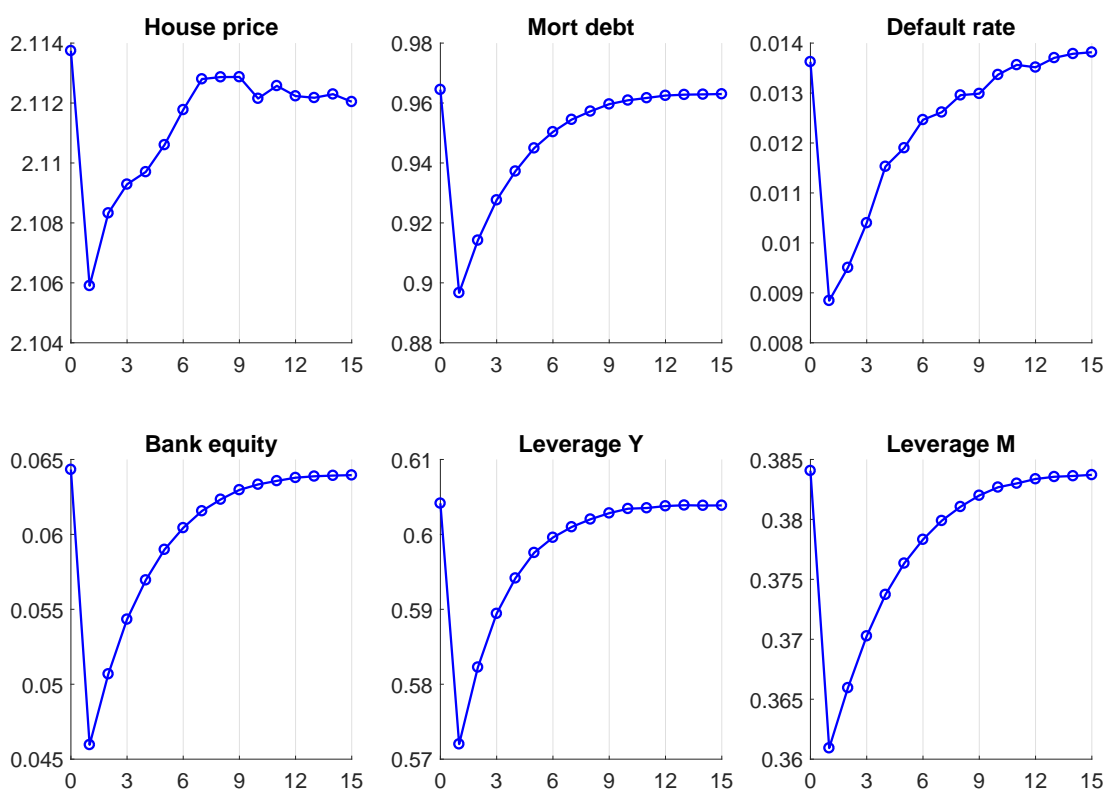 House price
2.114
2.112
2.11
2.108
2.106
2.104
0 3 6 9 12 15
Mort debt
0.98
0.96
0.94
0.92
0.9
0.88
0 3 6 9 12 15
Default rate
0.014
0.013
0.012
0.011
0.01
0.009
0.008
0 3 6 9 12 15
Bank equity
0.065
0.06
0.055
0.05
0.045
0 3 6 9 12 15
Leverage Y
0.61
0.6
0.59
0.58
0.57
0 3 6 9 12 15
Leverage M
0.385
0.38
0.375
0.37
0.365
0.36
0 3 6 9 12 15